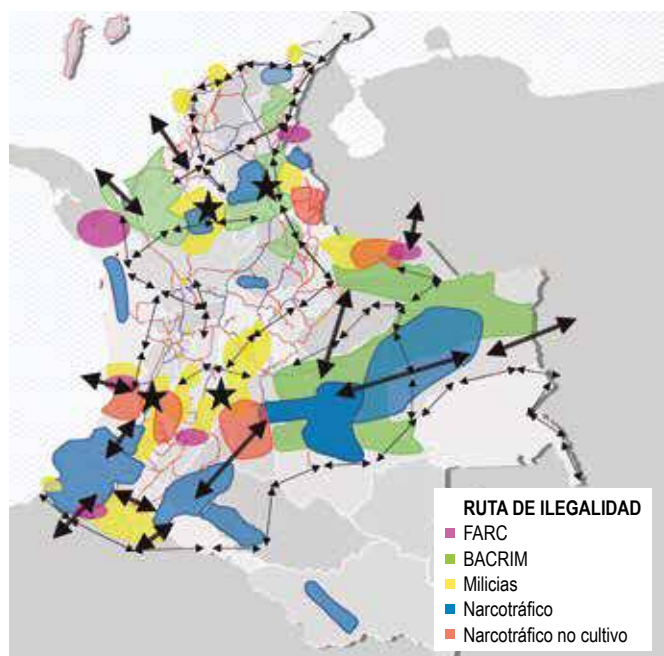 RUTA DE ILEGALIDAD
FARC
BACRIM
Milicias
Narcotráfico
Narcotráfico no cultivo